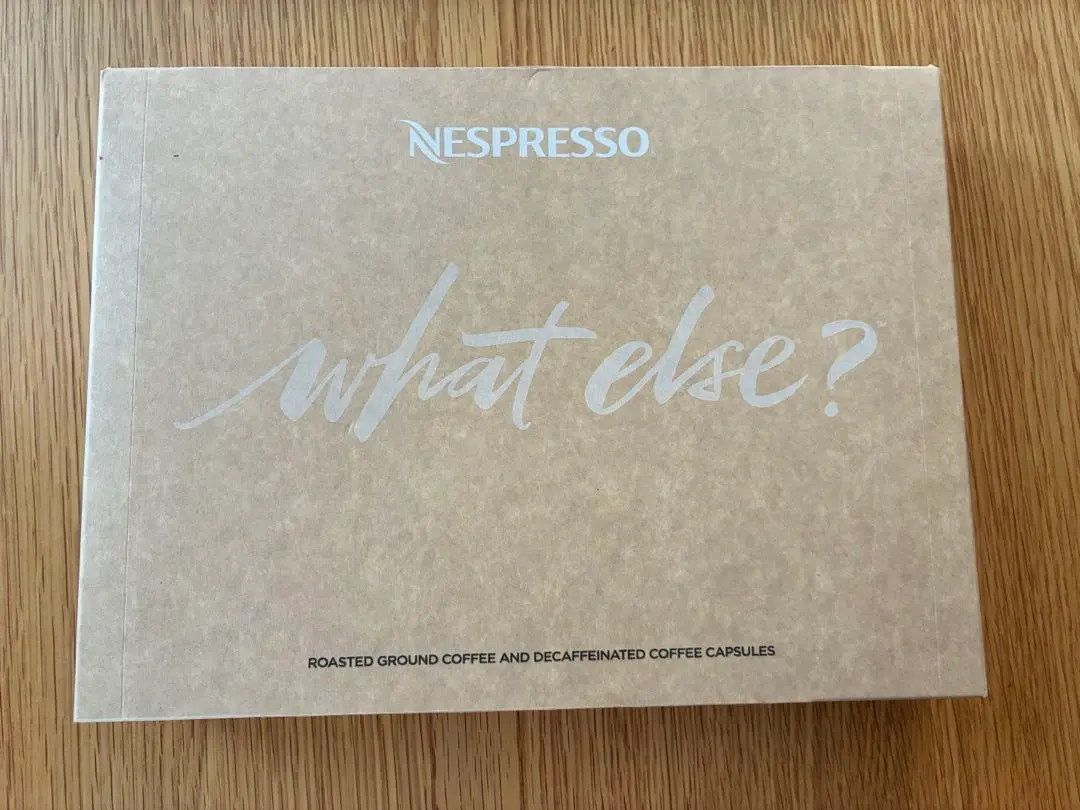 NESPRESSO
what else?
ROASTED GROUND COFFEE AND DECAFFEINATED COFFEE CAPSULES